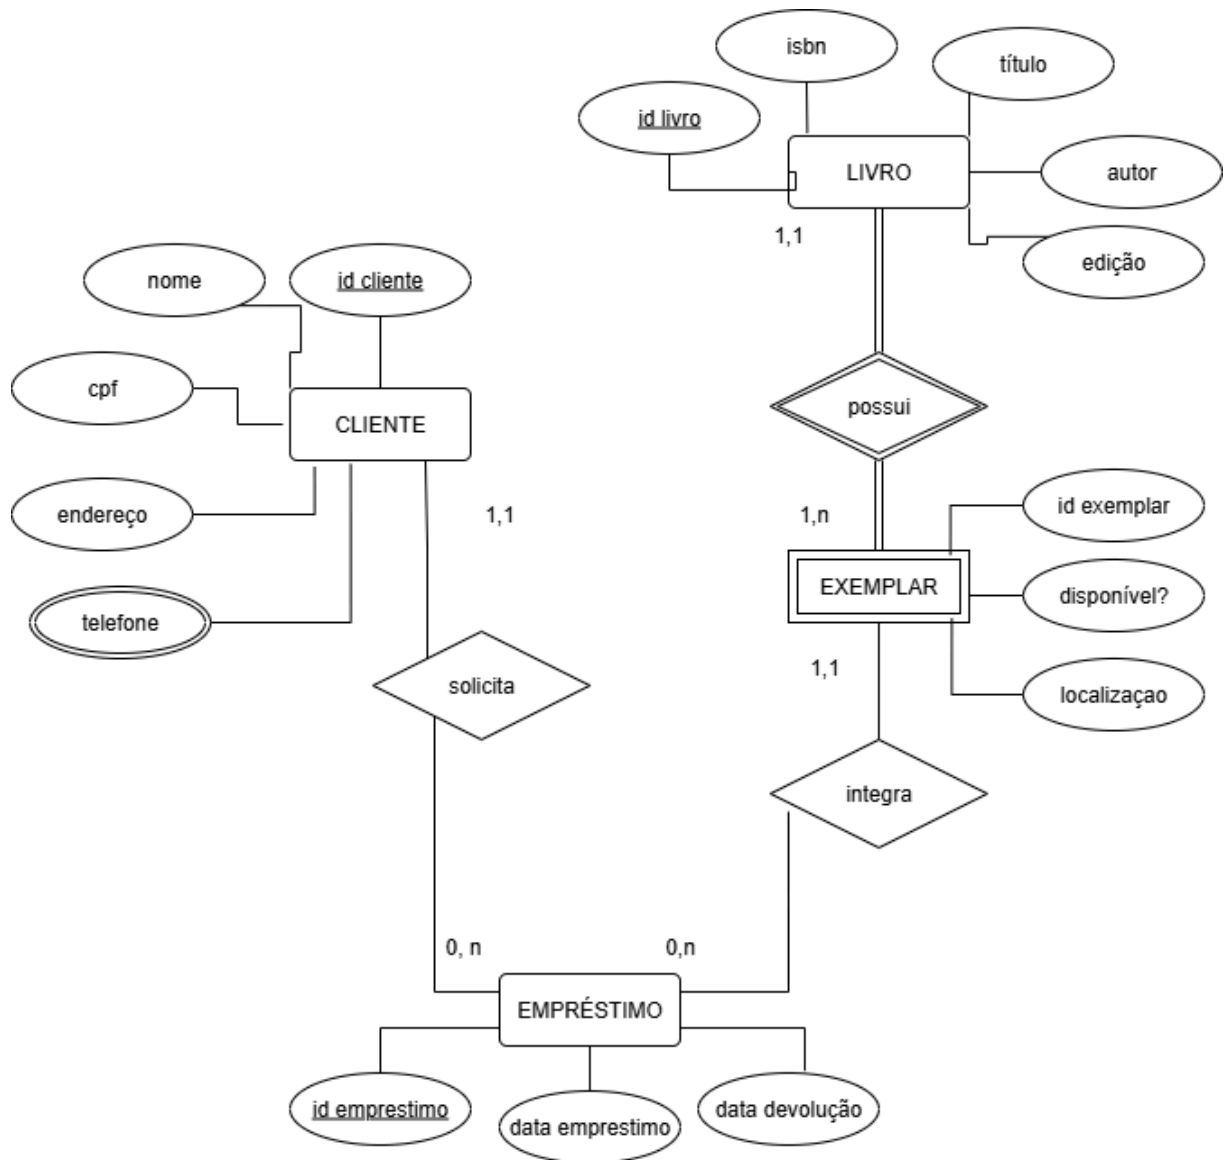 isbn
título
id livro
LIVRO
autor
1,1
edição
nome
id cliente
cpf
possui
CLIENTE
endereço
1,1
1,n
id exemplar
EXEMPLAR
disponível?
telefone
1,1
solicita
localizaçao
integra
0, n
0,n
EMPRÉSTIMO
id emprestimo
data emprestimo
data devolução